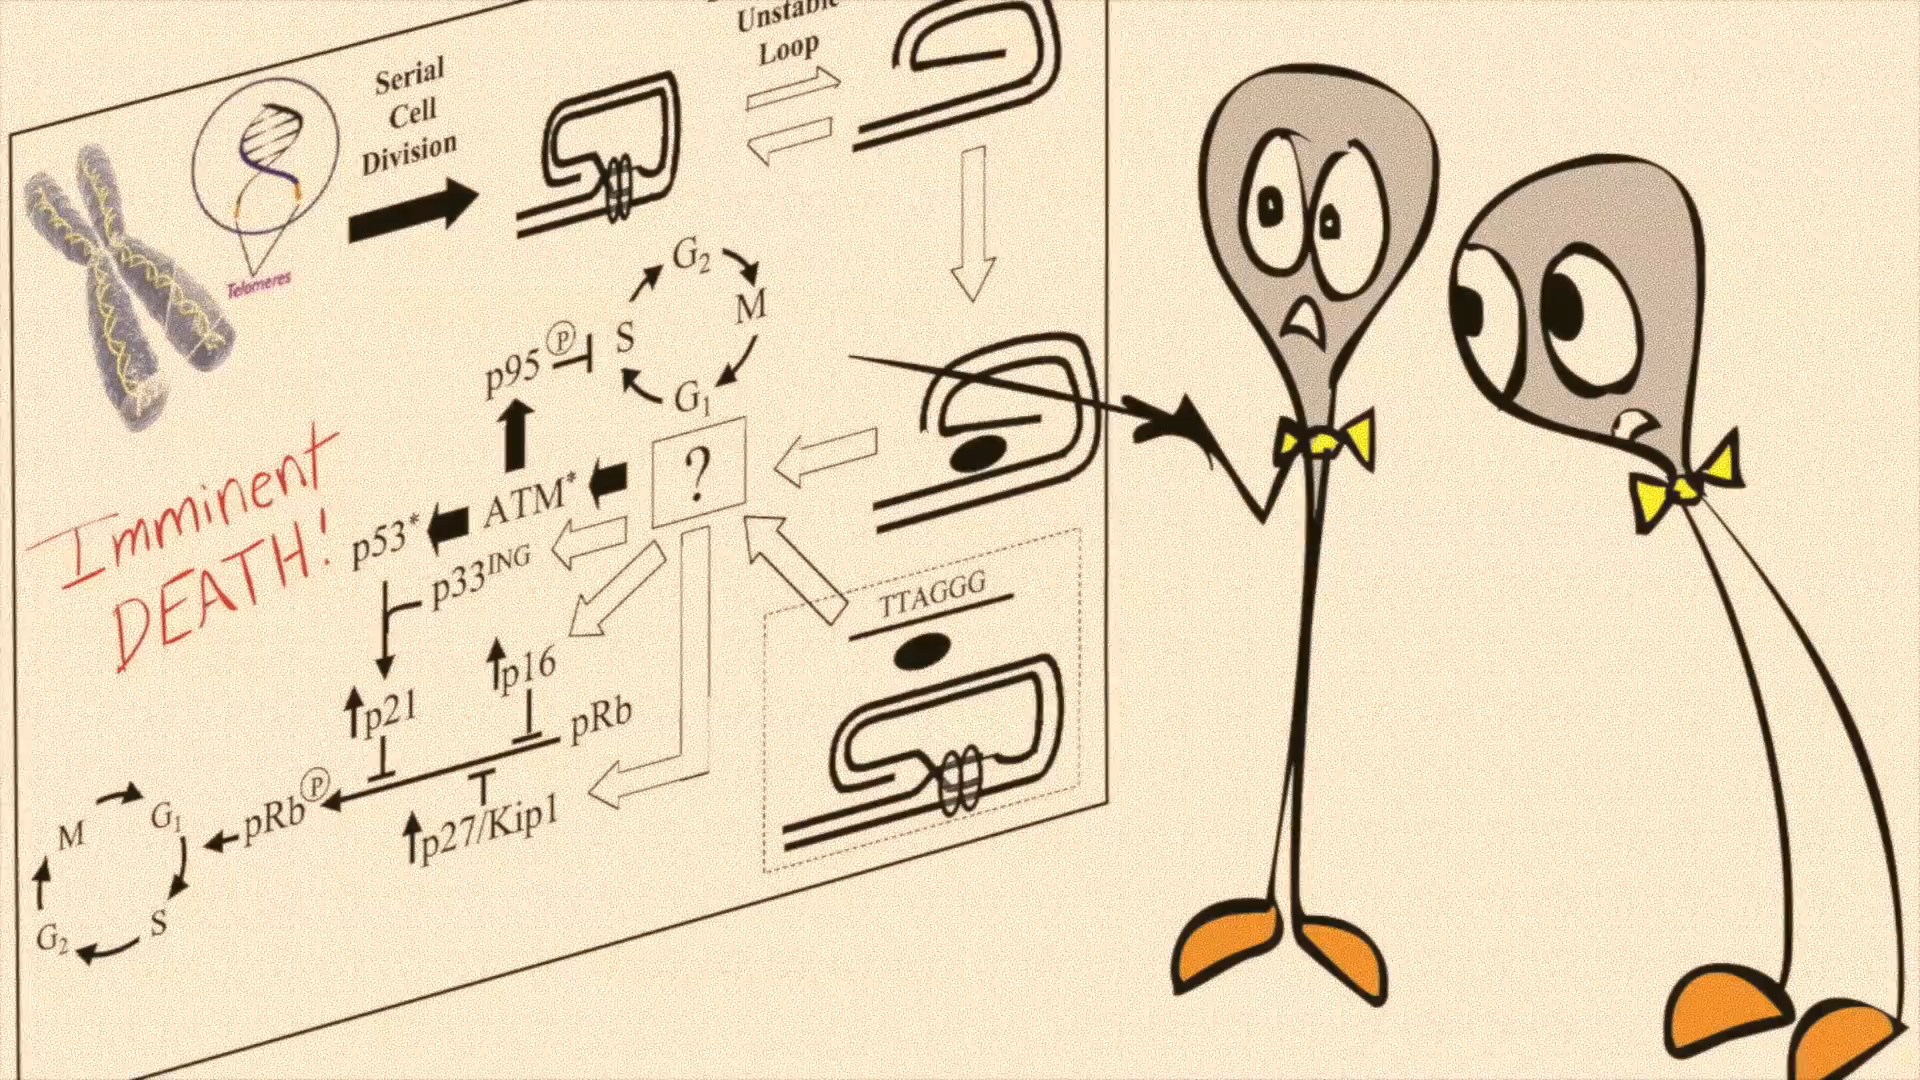 Unstable
Loop
Serial
Cell
Division
Telomeres
G₂
M
S
G₁
p95 Ⓟ
?
ATM*
p53*
p33ᴵᴺᴳ
Imminent
DEATH!
TTAGGG
p16
p21
pRb
pRb Ⓟ
p27/Kip1
M
G₁
S
G₂